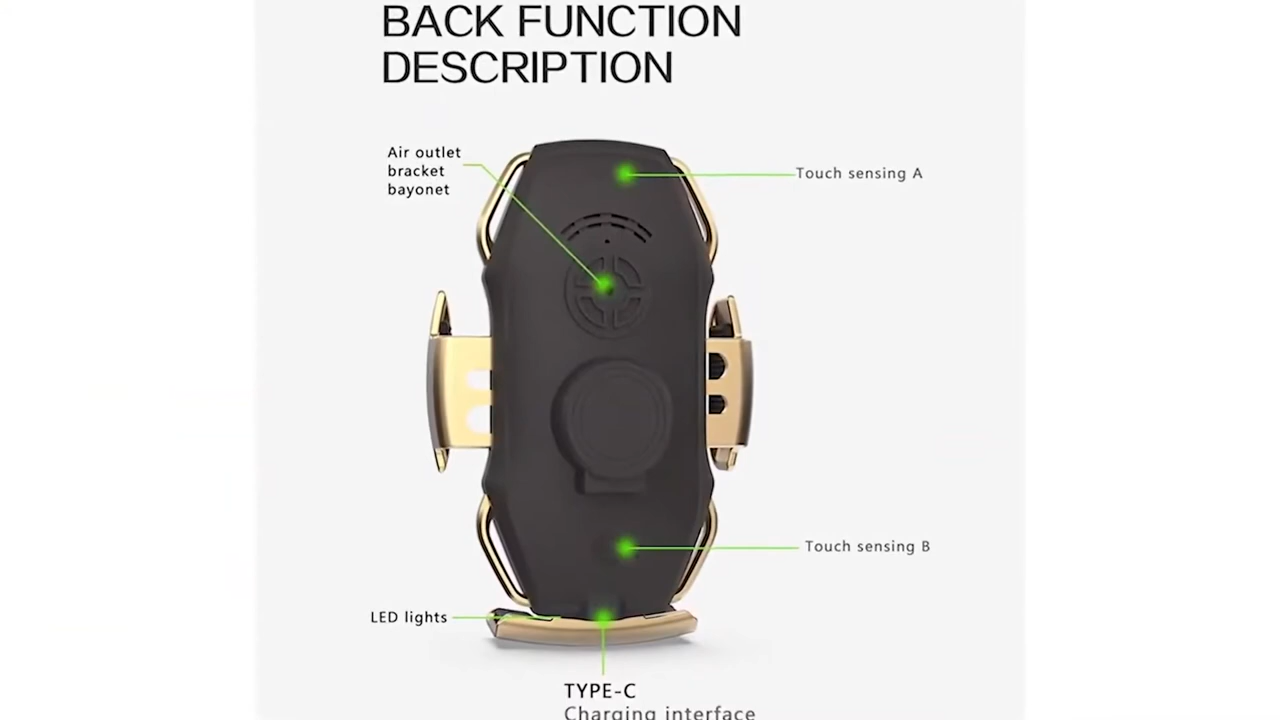 BACK FUNCTION
DESCRIPTION
Air outlet
bracket
bayonet
Touch sensing A
Touch sensing B
LED lights
TYPE-C
Charging interface